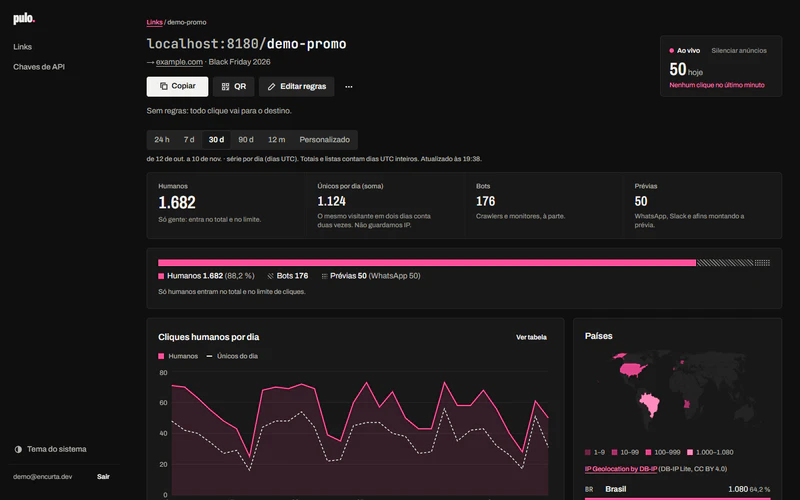 pulo.
Links
Chaves de API
Links / demo-promo
localhost:8180/demo-promo
→ example.com · Black Friday 2026
Copiar
QR
Editar regras
Sem regras: todo clique vai para o destino.
Ao vivo
Silenciar anúncios
50 hoje
Nenhum clique no último minuto
24 h
7 d
30 d
90 d
12 m
Personalizado
de 12 de out. a 10 de nov. · série por dia (dias UTC). Totais e listas contam dias UTC inteiros. Atualizado às 19:38.
Humanos
1.682
Só gente: entra no total e no limite.
Únicos por dia (soma)
1.124
O mesmo visitante em dois dias conta
duas vezes. Não guardamos IP.
Bots
176
Crawlers e monitores, à parte.
Prévias
50
WhatsApp, Slack e afins montando a
prévia.
Humanos 1.682 (88,2 %)
Bots 176
Prévias 50 (WhatsApp 50)
Só humanos entram no total e no limite de cliques.
Cliques humanos por dia
Ver tabela
Humanos
Únicos do dia
80
60
40
20
0
Países
1–9
10–99
100–999
1.000–1.080
IP Geolocation by DB-IP (DB-IP Lite, CC BY 4.0)
BR
Brasil
1.080 64,2 %
Tema do sistema
demo@encurta.dev
Sair